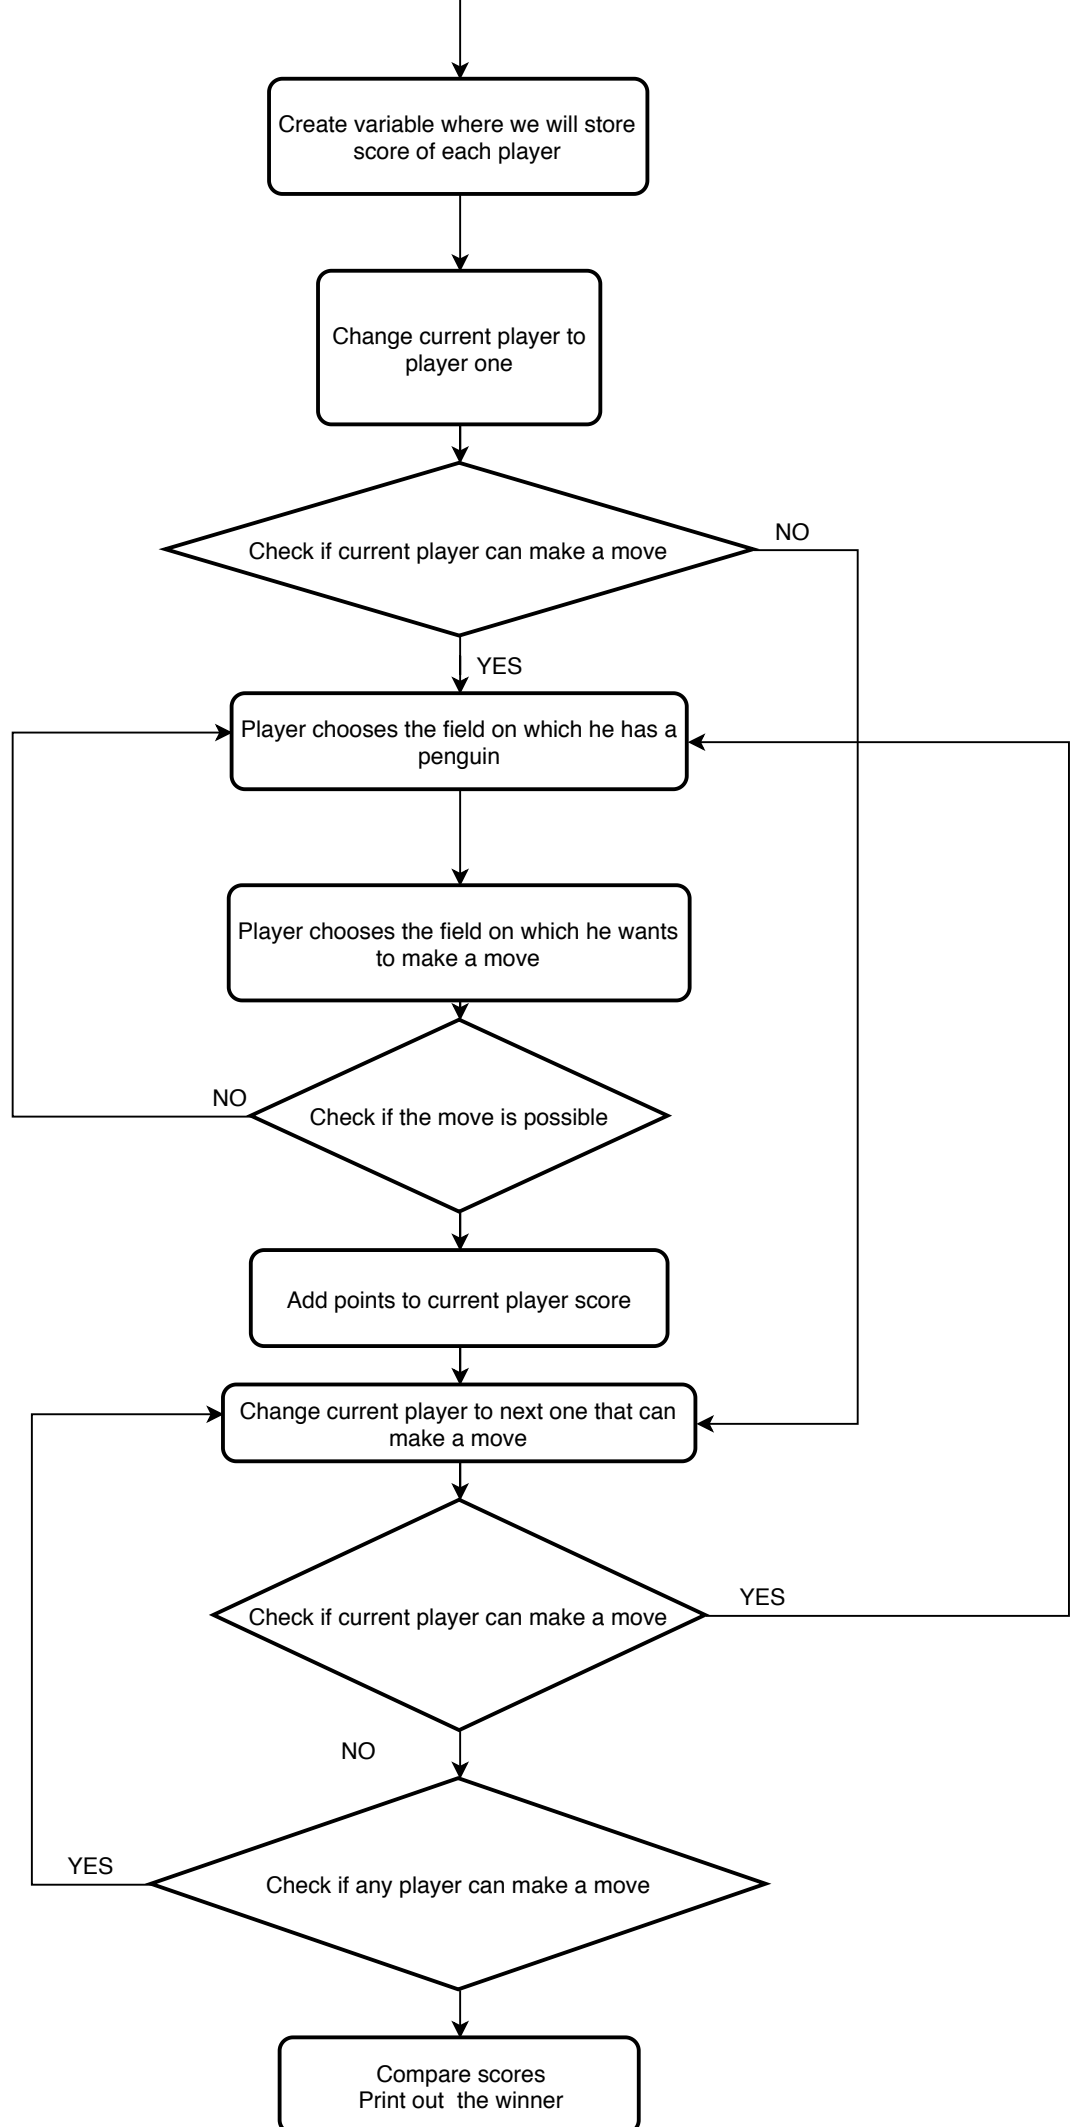 Create variable where we will store
score of each player
Change current player to
player one
Check if current player can make a move
NO
YES
Player chooses the field on which he has a
penguin
Player chooses the field on which he wants
to make a move
NO
Check if the move is possible
Add points to current player score
Change current player to next one that can
make a move
Check if current player can make a move
YES
NO
YES
Check if any player can make a move
Compare scores
Print out  the winner